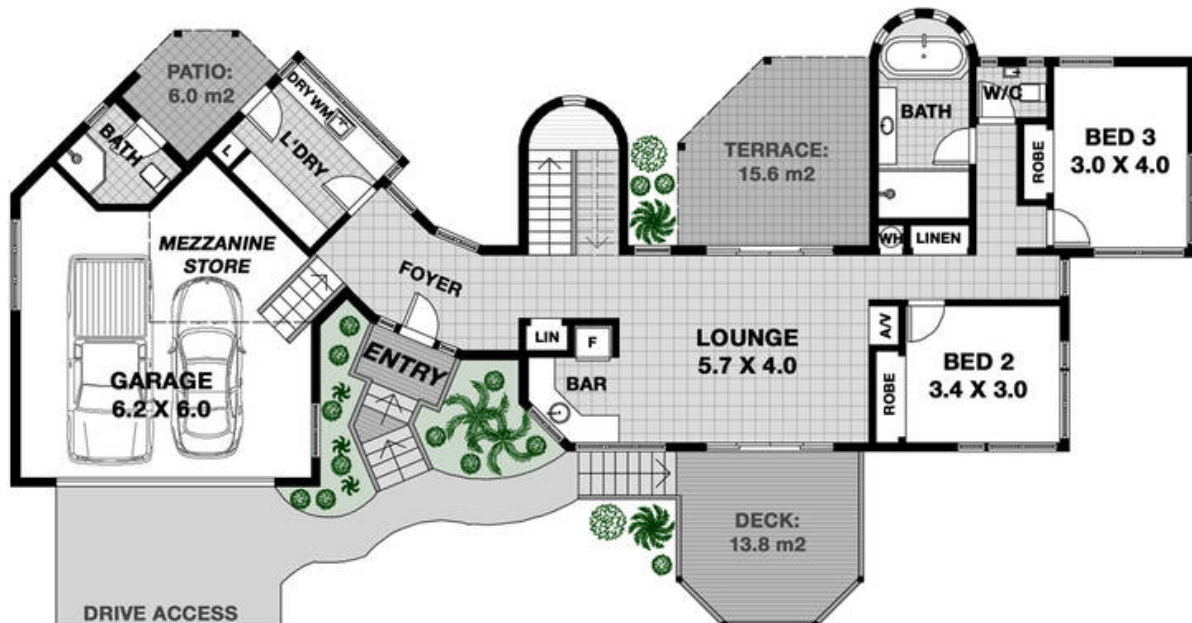 PATIO:
6.0 m2
DRY WM
BATH
L'DRY
L
MEZZANINE
STORE
GARAGE
6.2 X 6.0
FOYER
ENTRY
LIN
F
BAR
LOUNGE
5.7 X 4.0
TERRACE:
15.6 m2
BATH
W/C
WH
LINEN
ROBE
BED 3
3.0 X 4.0
A/V
ROBE
BED 2
3.4 X 3.0
DECK:
13.8 m2
DRIVE ACCESS